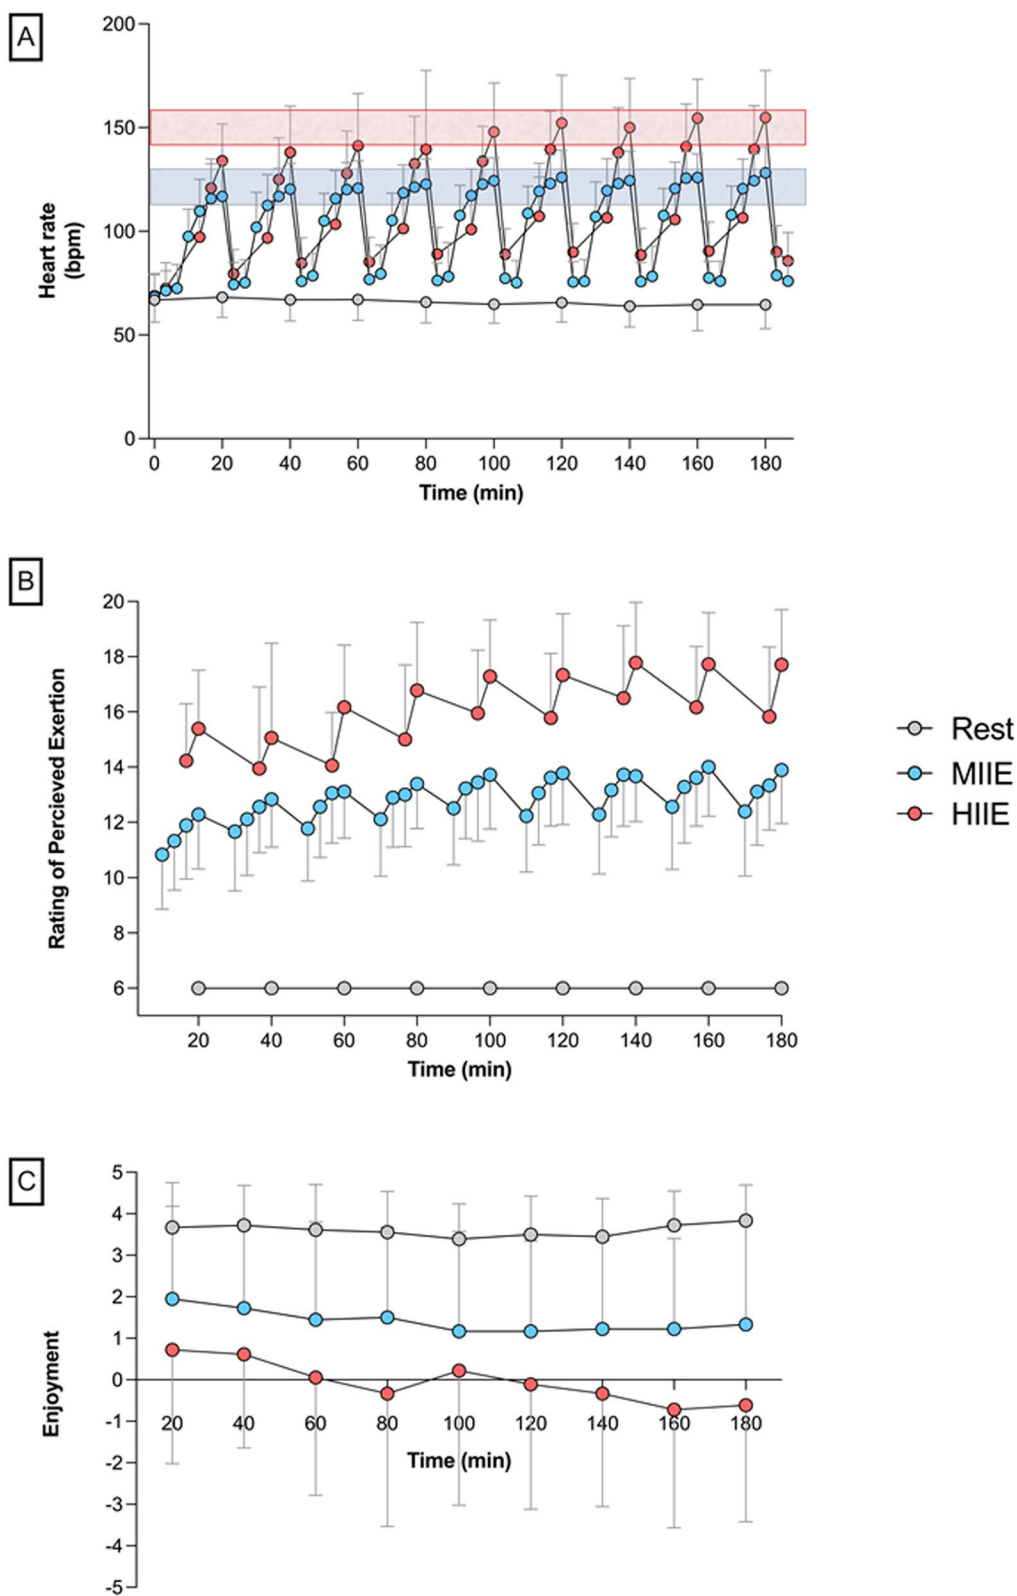 A
200
150
100
50
0
Heart rate
(bpm)
0 20 40 60 80 100 120 140 160 180
Time (min)
B
20
18
16
14
12
10
8
6
Rating of Percieved Exertion
20 40 60 80 100 120 140 160 180
Time (min)
Rest
MIIE
HIIE
C
5
4
3
2
1
0
-1
-2
-3
-4
-5
Enjoyment
20 40 60 80 100 120 140 160 180
Time (min)